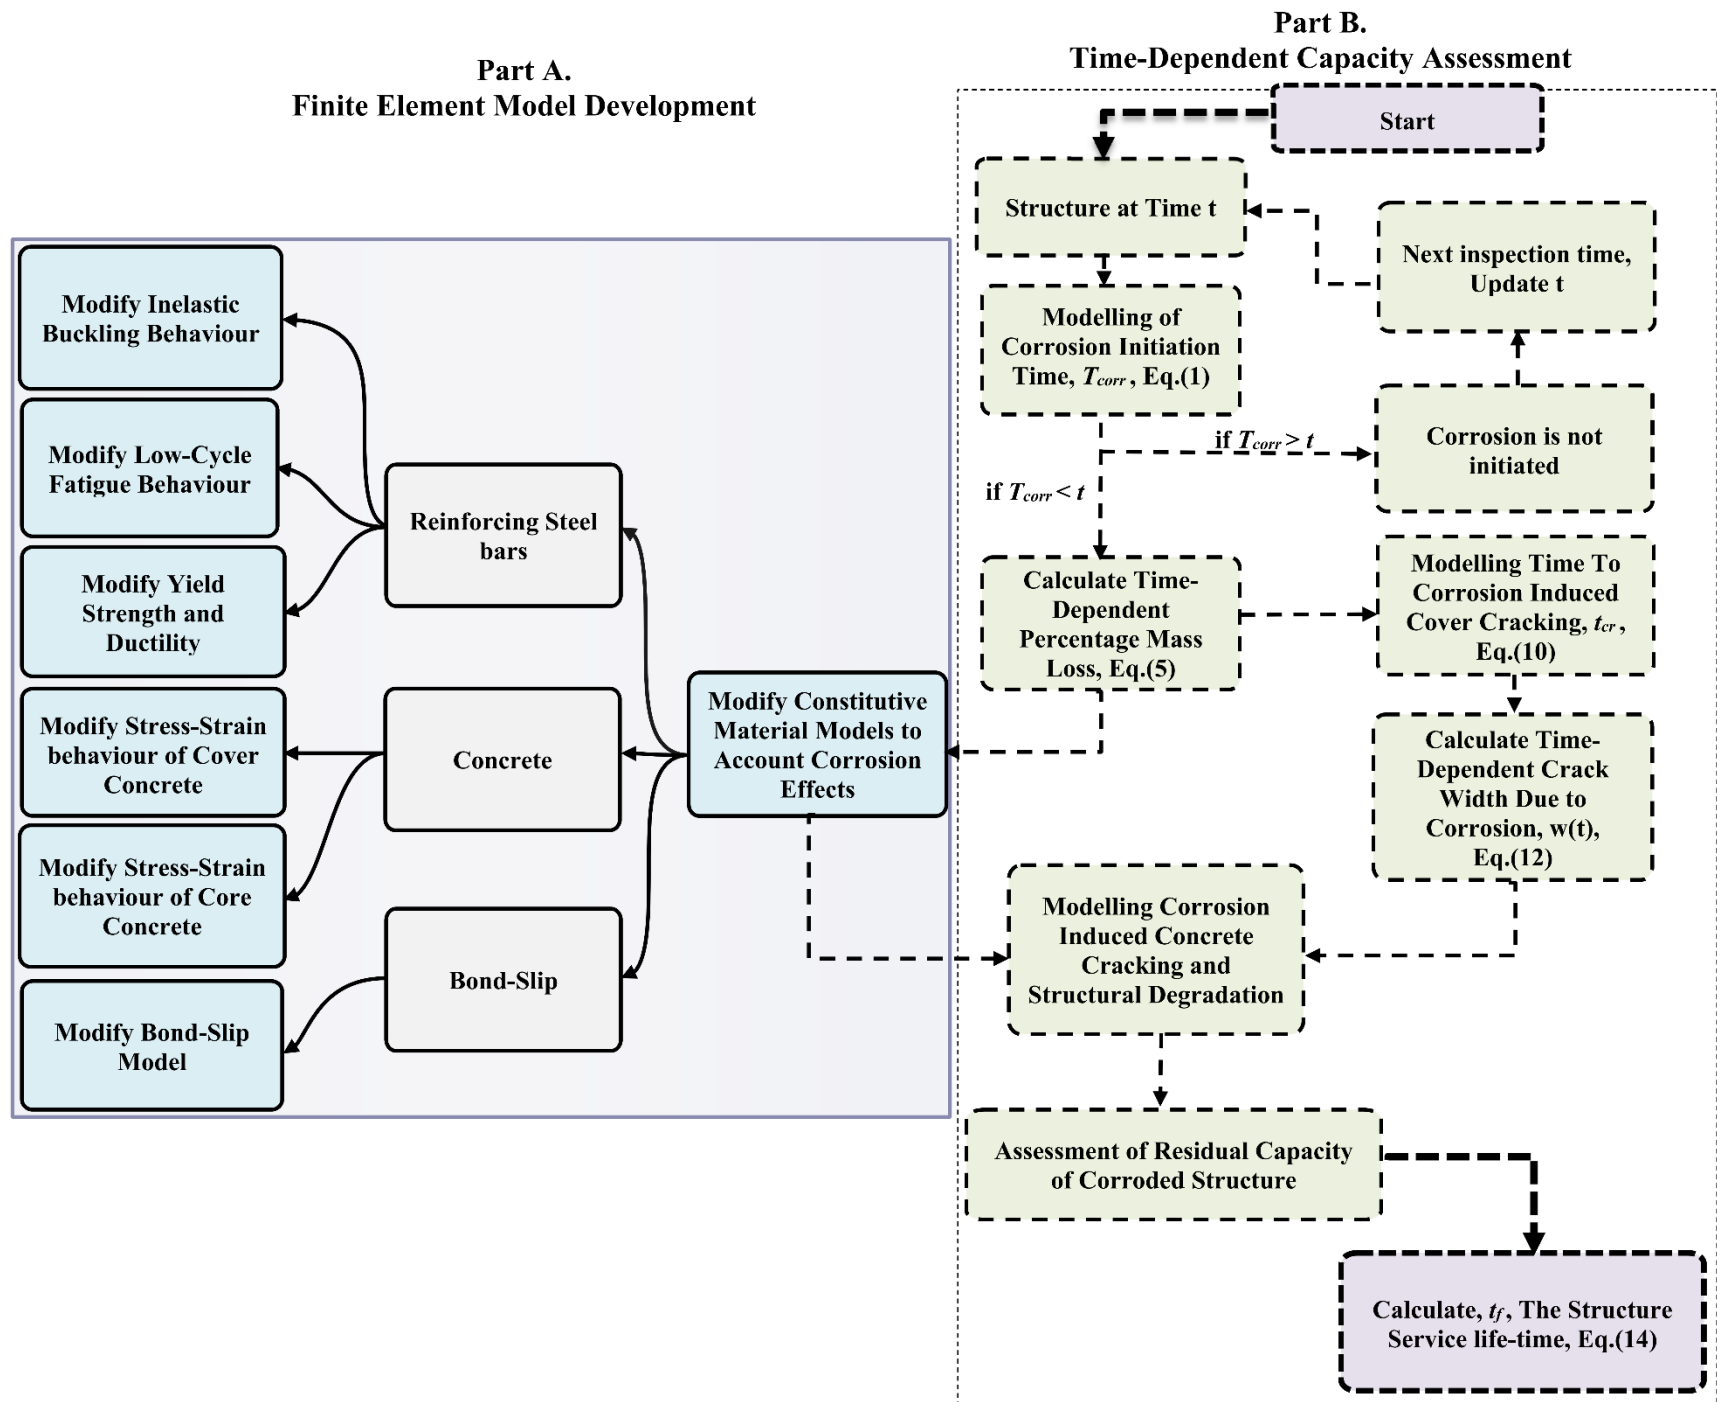 Part A.
Finite Element Model Development
Modify Inelastic
Buckling Behaviour
Modify Low-Cycle
Fatigue Behaviour
Modify Yield
Strength and
Ductility
Modify Stress-Strain
behaviour of Cover
Concrete
Modify Stress-Strain
behaviour of Core
Concrete
Modify Bond-Slip
Model
Reinforcing Steel
bars
Concrete
Bond-Slip
Modify Constitutive
Material Models to
Account Corrosion
Effects
Part B.
Time-Dependent Capacity Assessment
Start
Structure at Time t
Next inspection time,
Update t
Modelling of
Corrosion Initiation
Time, Tcorr, Eq.(1)
if Tcorr > t
Corrosion is not
initiated
if Tcorr < t
Calculate Time-
Dependent
Percentage Mass
Loss, Eq.(5)
Modelling Time To
Corrosion Induced
Cover Cracking, tcr,
Eq.(10)
Calculate Time-
Dependent Crack
Width Due to
Corrosion, w(t),
Eq.(12)
Modelling Corrosion
Induced Concrete
Cracking and
Structural Degradation
Assessment of Residual Capacity
of Corroded Structure
Calculate, tf, The Structure
Service life-time, Eq.(14)